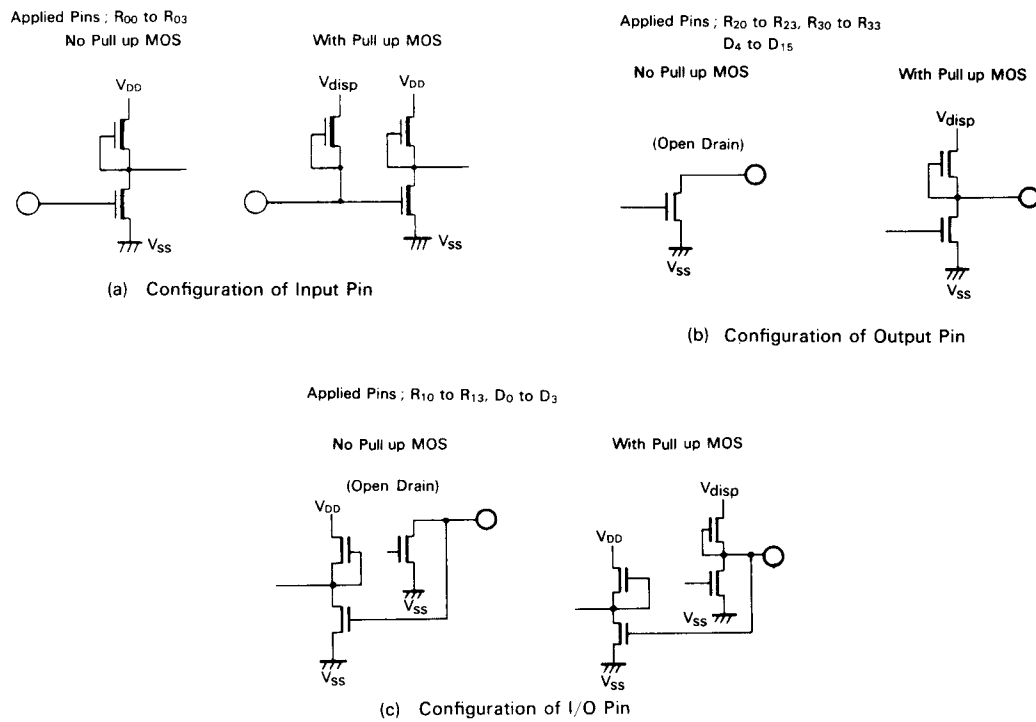 Applied Pins ; R00 to R03
No Pull up MOS
With Pull up MOS
VDD
Vdisp
VDD
VSS
VSS
(a) Configuration of Input Pin
Applied Pins ; R20 to R23, R30 to R33
D4 to D15
No Pull up MOS
With Pull up MOS
Vdisp
(Open Drain)
VSS
VSS
(b) Configuration of Output Pin
Applied Pins ; R10 to R13, D0 to D3
No Pull up MOS
With Pull up MOS
(Open Drain)
Vdisp
VDD
VDD
VSS
VSS
VSS
VSS
(c) Configuration of I/O Pin